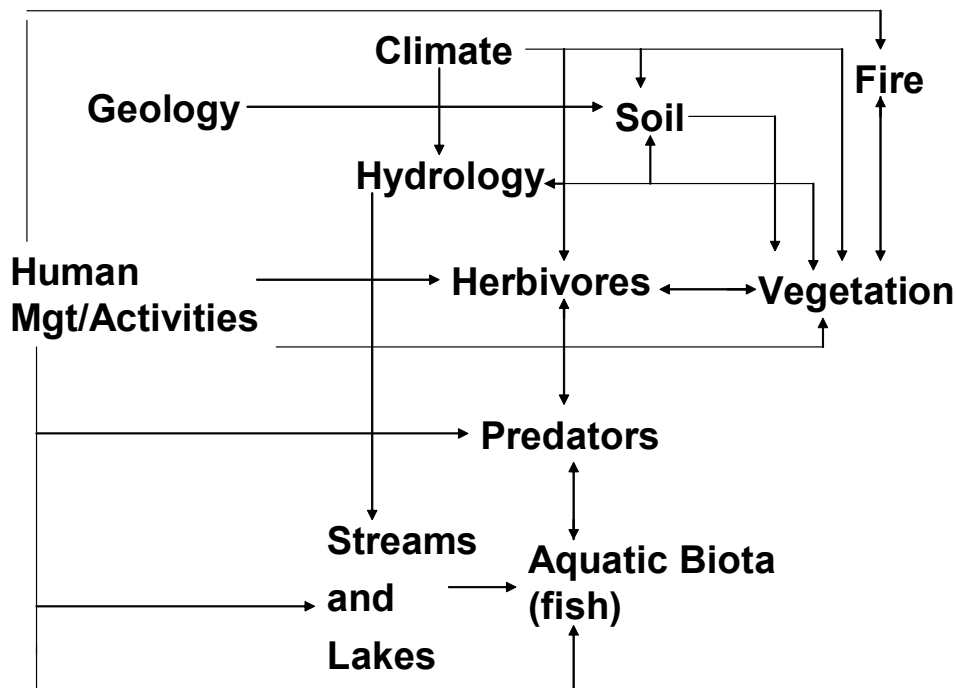 Climate
Fire
Geology
Soil
Hydrology
Human
Mgt/Activities
Herbivores
Vegetation
Predators
Streams
and
Lakes
Aquatic Biota
(fish)